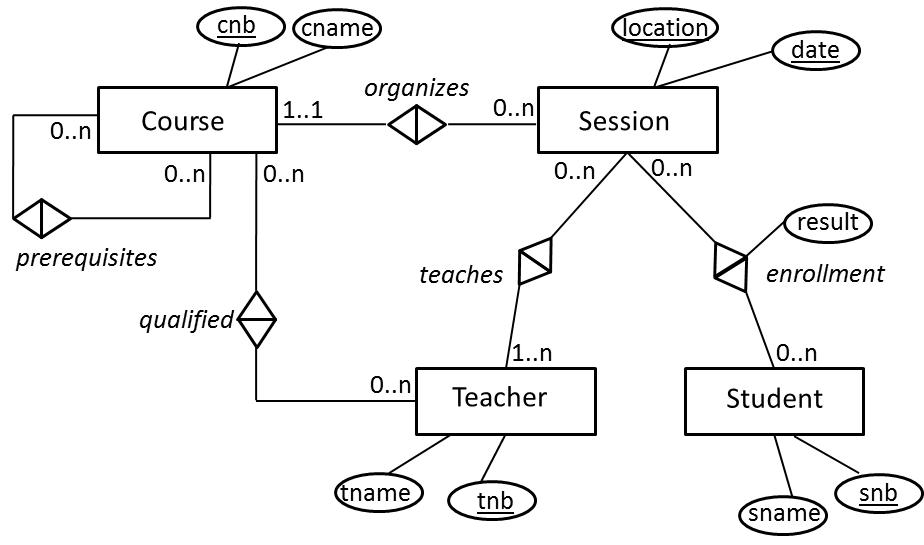 cnb
cname
location
date
organizes
Course
1..1
0..n
Session
0..n
0..n
0..n
0..n
0..n
result
prerequisites
teaches
enrollment
qualified
1..n
0..n
0..n
Teacher
Student
tname
tnb
snb
sname